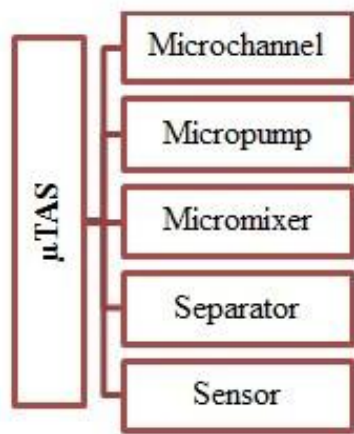 μTAS
Microchannel
Micropump
Micromixer
Separator
Sensor